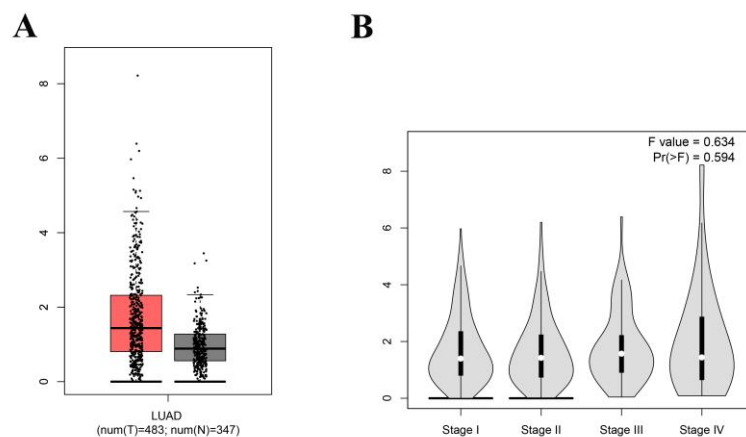 A
8
6
4
2
0
LUAD
(num(T)=483; num(N)=347)
B
F value = 0.634
Pr(>F) = 0.594
8
6
4
2
0
Stage I
Stage II
Stage III
Stage IV